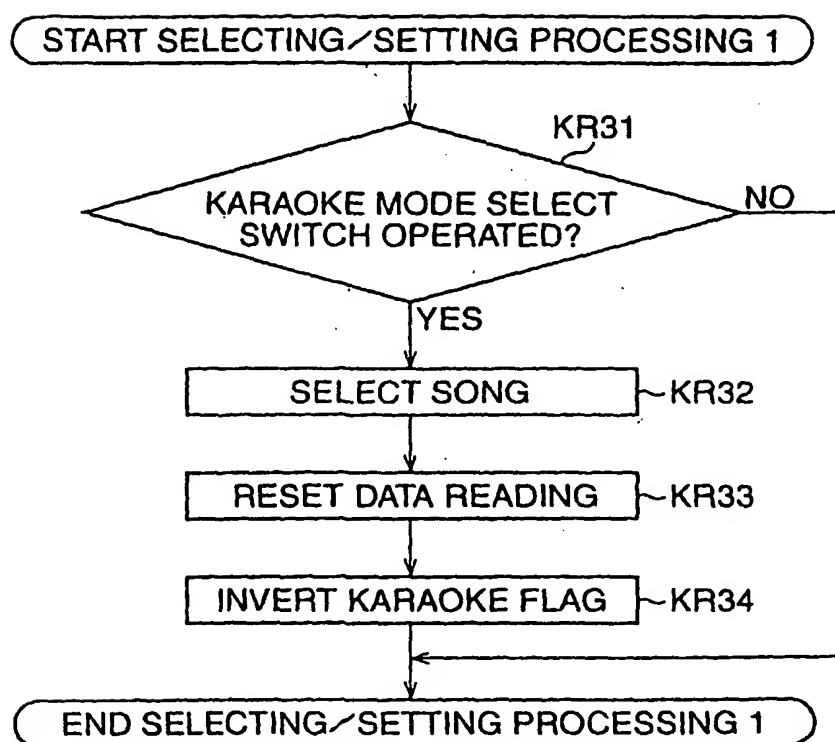 START SELECTING/SETTING PROCESSING 1
KR31
KARAOKE MODE SELECT
SWITCH OPERATED?
NO
YES
SELECT SONG
KR32
RESET DATA READING
KR33
INVERT KARAOKE FLAG
KR34
END SELECTING/SETTING PROCESSING 1